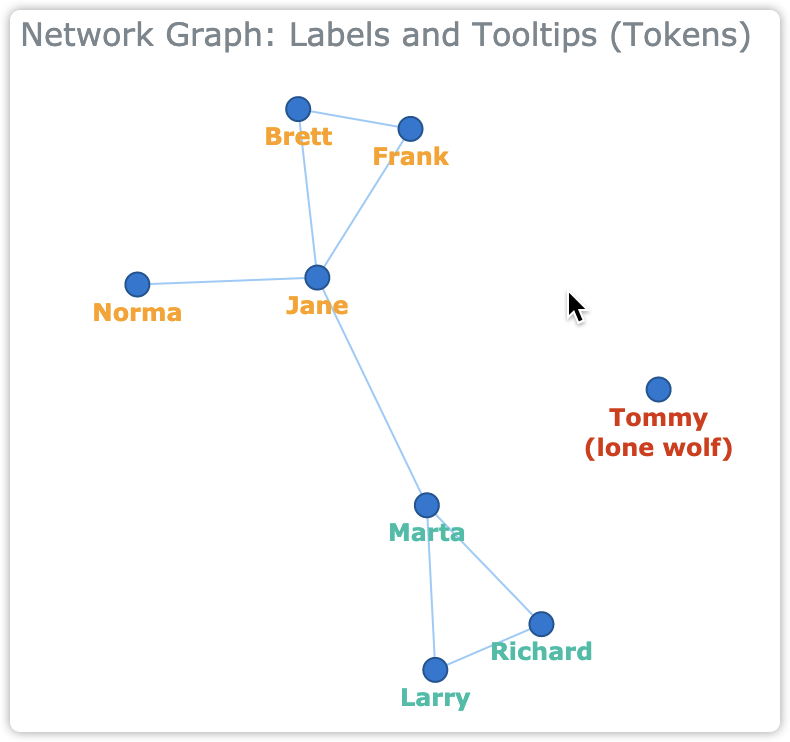 Network Graph: Labels and Tooltips (Tokens)
Brett
Frank
Norma
Jane
Tommy
(lone wolf)
Marta
Richard
Larry